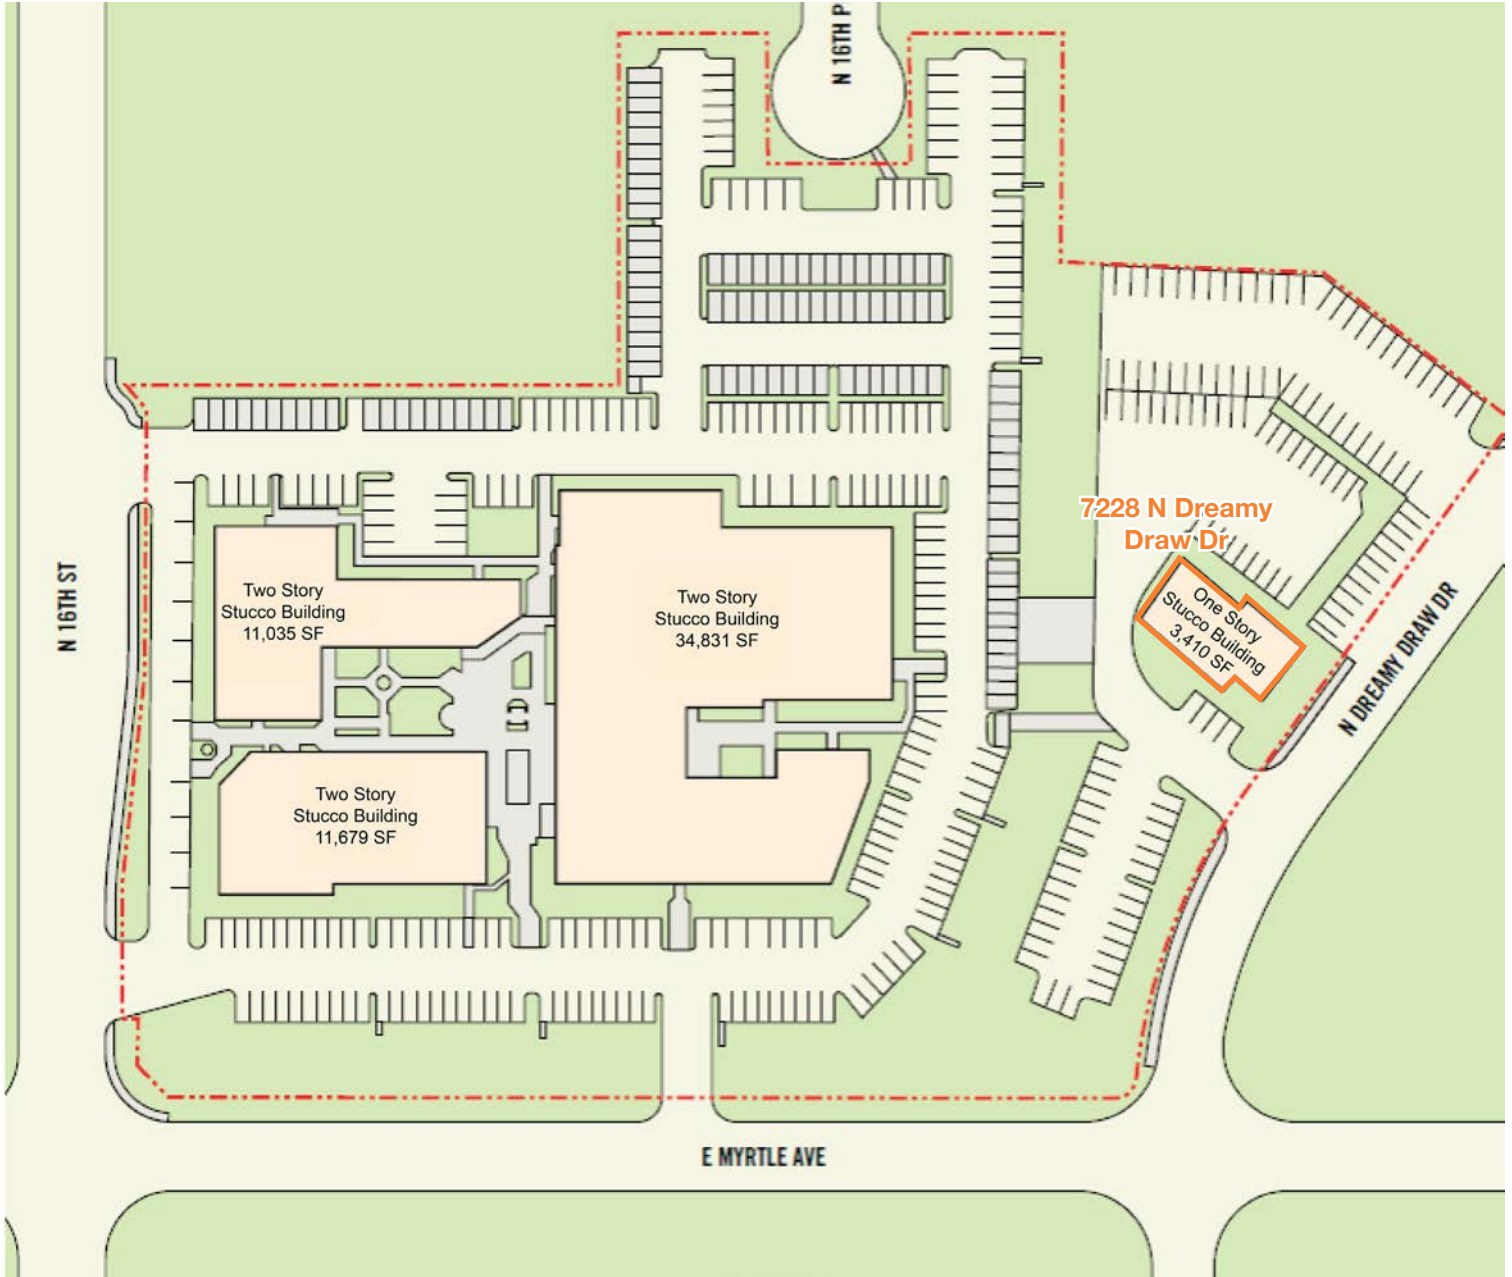 N 16TH P
7228 N Dreamy
Draw Dr
N 16TH ST
Two Story
Stucco Building
11,035 SF
Two Story
Stucco Building
34,831 SF
One Story
Stucco Building
3,410 SF
N DREAMY DRAW DR
Two Story
Stucco Building
11,679 SF
E MYRTLE AVE